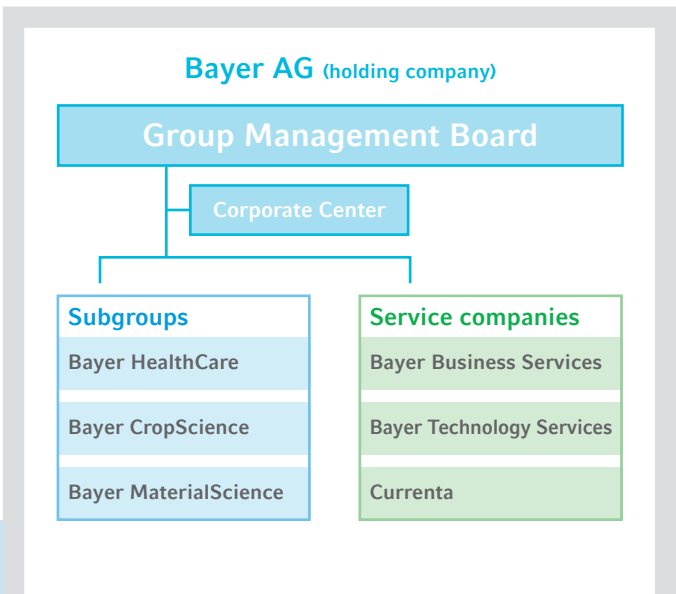 Bayer AG (holding company)
Group Management Board
Corporate Center
Subgroups
Bayer HealthCare
Bayer CropScience
Bayer MaterialScience
Service companies
Bayer Business Services
Bayer Technology Services
Currenta